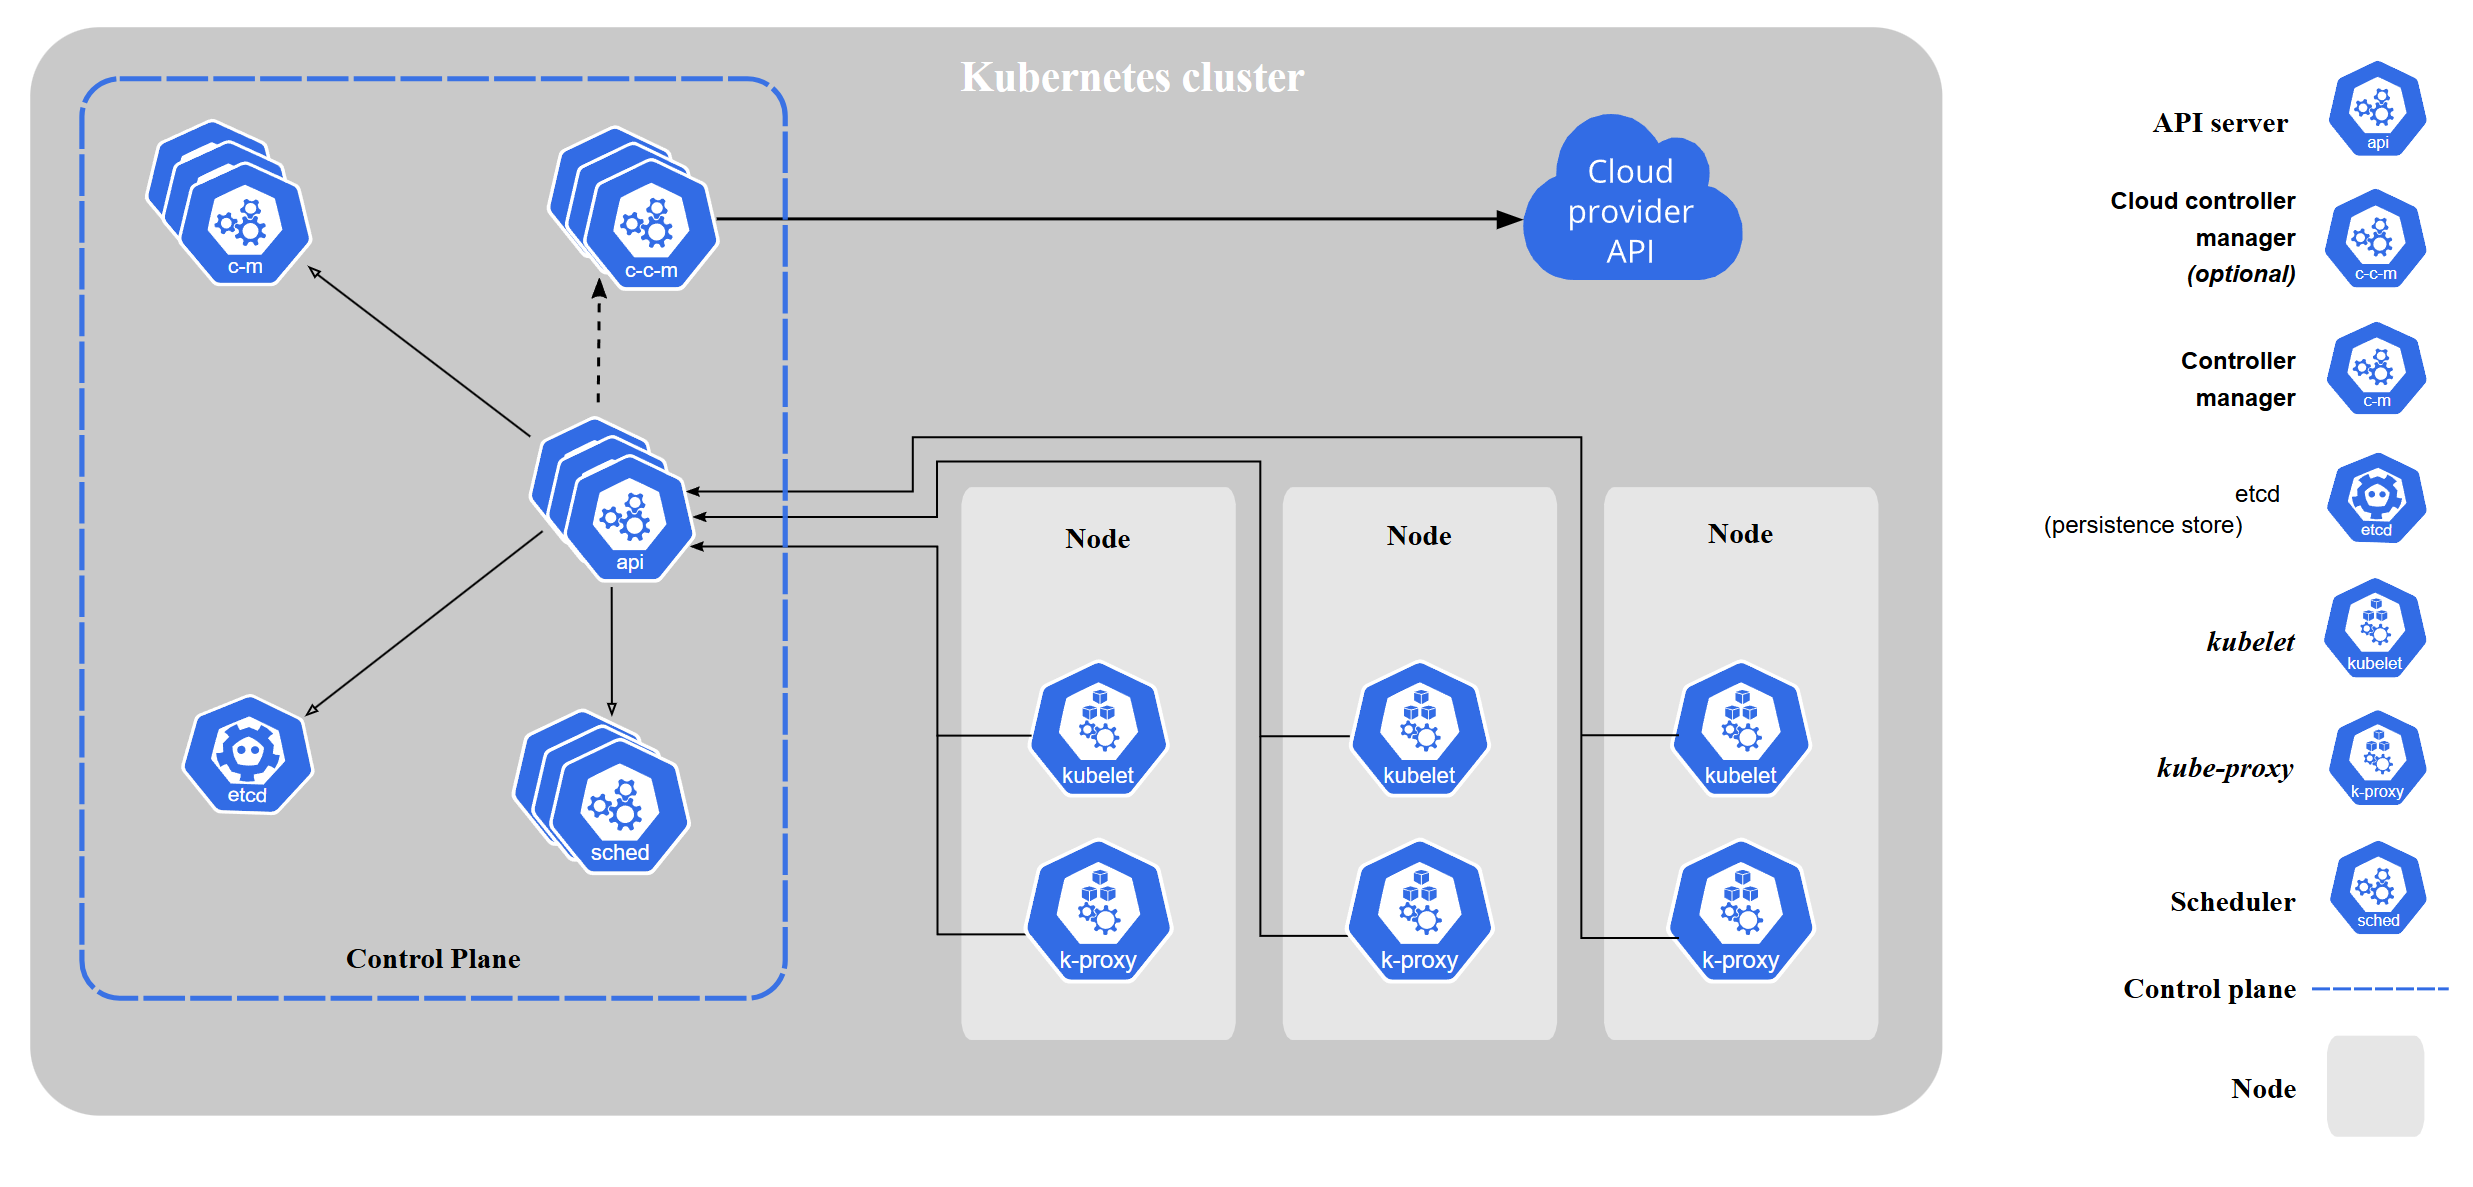 Kubernetes cluster
c-m
c-c-m
Cloud
provider
API
api
etcd
sched
Control Plane
Node
Node
Node
kubelet
kubelet
kubelet
k-proxy
k-proxy
k-proxy
API server
api
Cloud controller
manager
(optional)
c-c-m
Controller
manager
c-m
etcd
(persistence store)
etcd
kubelet
kubelet
kube-proxy
k-proxy
Scheduler
sched
Control plane
Node